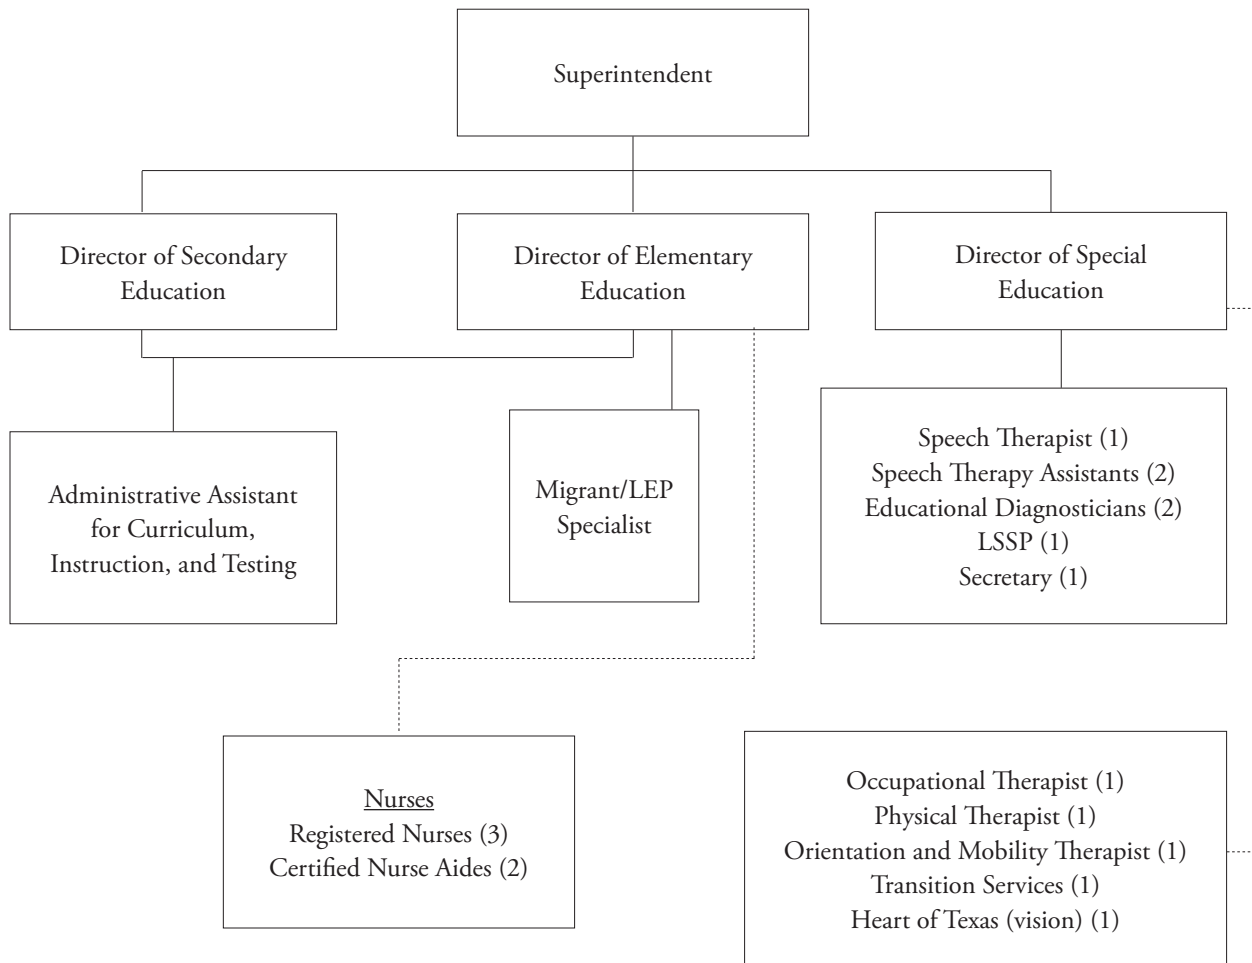 Superintendent
Director of Secondary
Education
Director of Elementary
Education
Director of Special
Education
Administrative Assistant
for Curriculum,
Instruction, and Testing
Migrant/LEP
Specialist
Speech Therapist (1)
Speech Therapy Assistants (2)
Educational Diagnosticians (2)
LSSP (1)
Secretary (1)
Nurses
Registered Nurses (3)
Certified Nurse Aides (2)
Occupational Therapist (1)
Physical Therapist (1)
Orientation and Mobility Therapist (1)
Transition Services (1)
Heart of Texas (vision) (1)